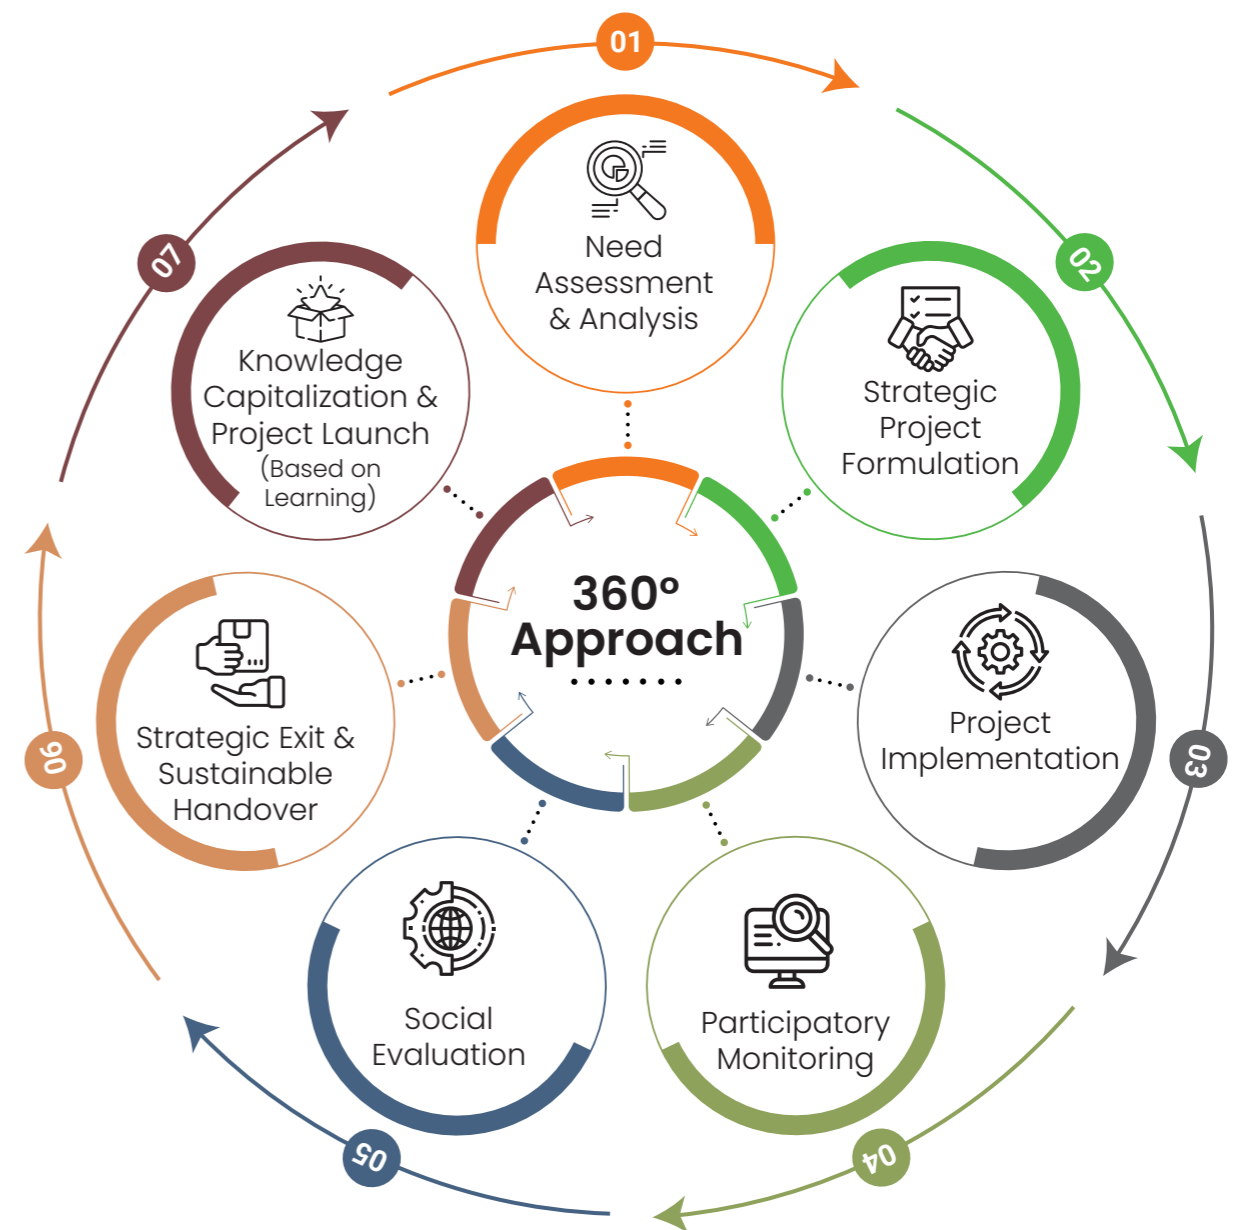 01
Need
Assessment
& Analysis
02
Strategic
Project
Formulation
03
Project
Implementation
04
Participatory
Monitoring
05
Social
Evaluation
06
Strategic Exit &
Sustainable
Handover
07
Knowledge
Capitalization &
Project Launch
(Based on
Learning)
360°
Approach